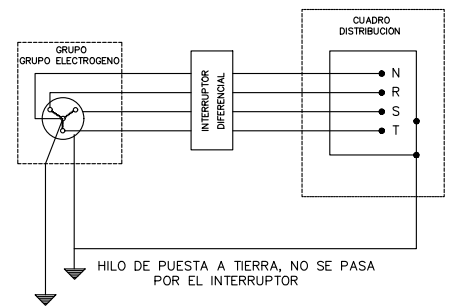 CUADRO
DISTRIBUCION
GRUPO
GRUPO ELECTROGENO
INTERRUPTOR
DIFERENCIAL
N
R
S
T
HILO DE PUESTA A TIERRA, NO SE PASA
POR EL INTERRUPTOR